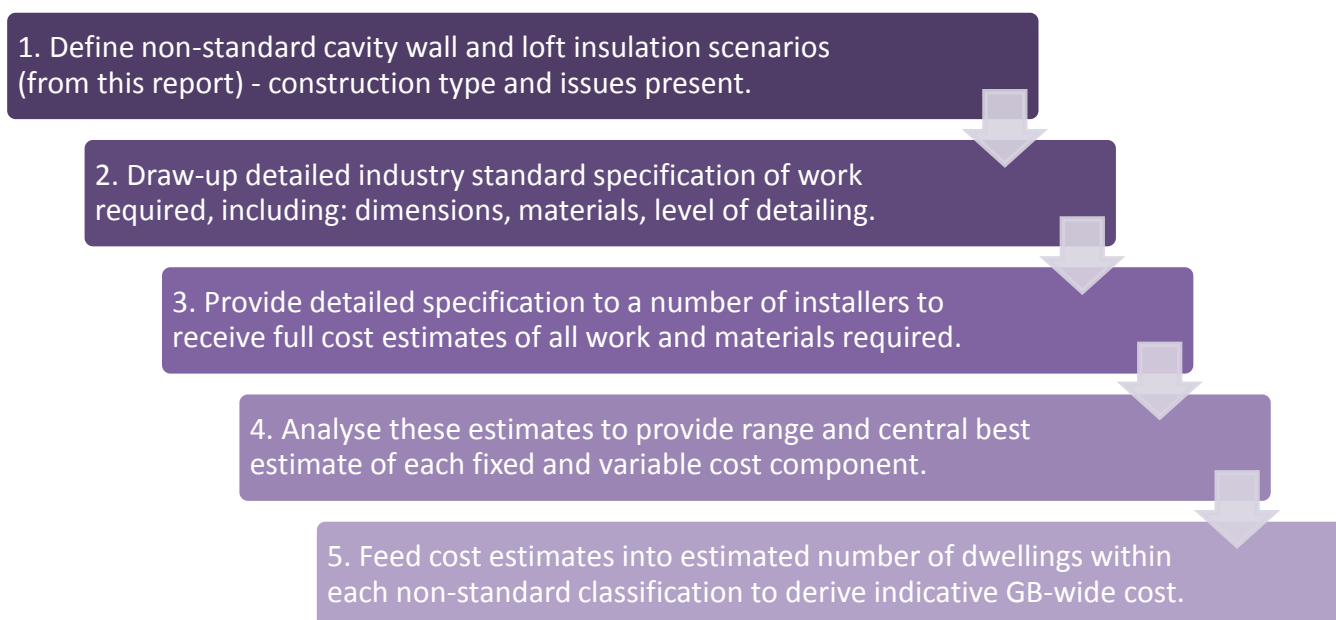 1. Define non-standard cavity wall and loft insulation scenarios
(from this report) - construction type and issues present.
2. Draw-up detailed industry standard specification of work
required, including: dimensions, materials, level of detailing.
3. Provide detailed specification to a number of installers to
receive full cost estimates of all work and materials required.
4. Analyse these estimates to provide range and central best
estimate of each fixed and variable cost component.
5. Feed cost estimates into estimated number of dwellings within
each non-standard classification to derive indicative GB-wide cost.